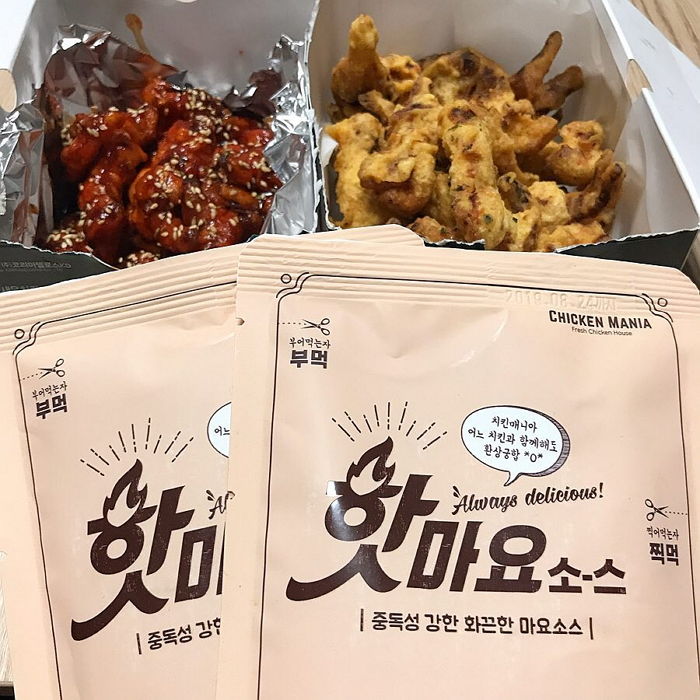 2019.08.24까지
CHICKEN MANIA
Fresh Chicken House
부어먹는자
부먹
치킨매니아
어느 치킨과 함께해도
환상궁합 *0*
Always delicious!
핫마요소-스
찍어먹는자
찍먹
| 중독성 강한 화끈한 마요소스 |
부어먹는자
부먹
어느
핫마
| 중독성 강한